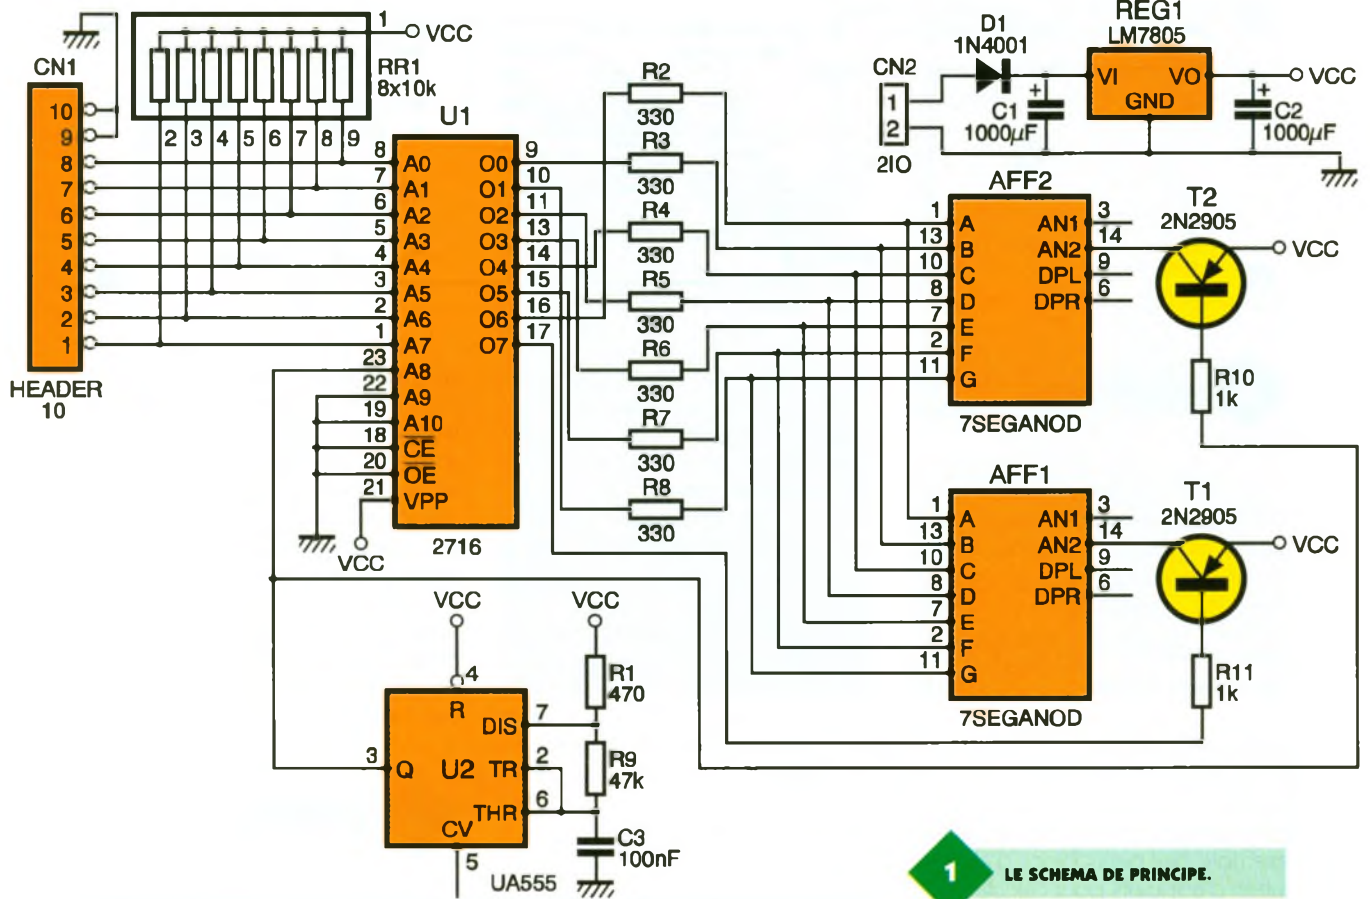 1
VCC
RR1
8x10k
2 3 4 5 6 7 8 9
CN1
10
9
8
7
6
5
4
3
2
1
HEADER
10
U1
8 A0 O0 9
7 A1 O1 10
6 A2 O2 11
5 A3 O3 13
4 A4 O4 14
3 A5 O5 15
2 A6 O6 16
1 A7 O7 17
23 A8
22 A9
19 A10
18 CE
20 OE
21 VPP
2716
VCC
R2
330
R3
330
R4
330
R5
330
R6
330
R7
330
R8
330
CN2
1
2
2IO
D1
1N4001
C1
1000µF
REG1
LM7805
VI VO
GND
VCC
C2
1000µF
+
+
AFF2
1 A AN1 3
13 B AN2 14
10 C DPL 9
8 D DPR 6
7 E
2 F
11 G
7SEGANOD
T2
2N2905
VCC
R10
1k
AFF1
1 A AN1 3
13 B AN2 14
10 C DPL 9
8 D DPR 6
7 E
2 F
11 G
7SEGANOD
T1
2N2905
VCC
R11
1k
VCC
VCC
4
R
R1
470
DIS 7
3 Q U2 TR 2
R9
47k
THR 6
CV
5
C3
100nF
UA555
1 LE SCHEMA DE PRINCIPE.